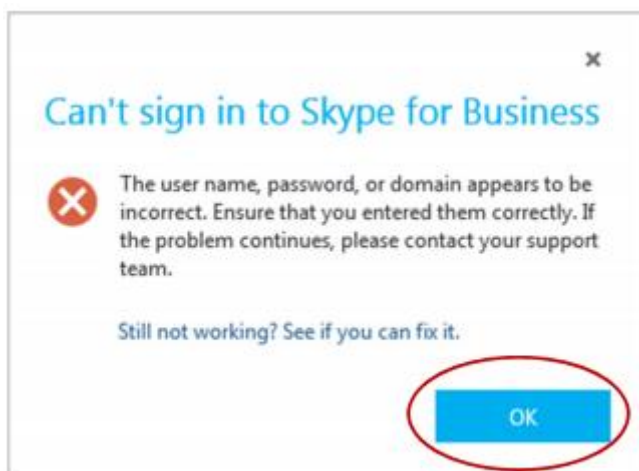 Can't sign in to Skype for Business
The user name, password, or domain appears to be
incorrect. Ensure that you entered them correctly. If
the problem continues, please contact your support
team.
Still not working? See if you can fix it.
OK